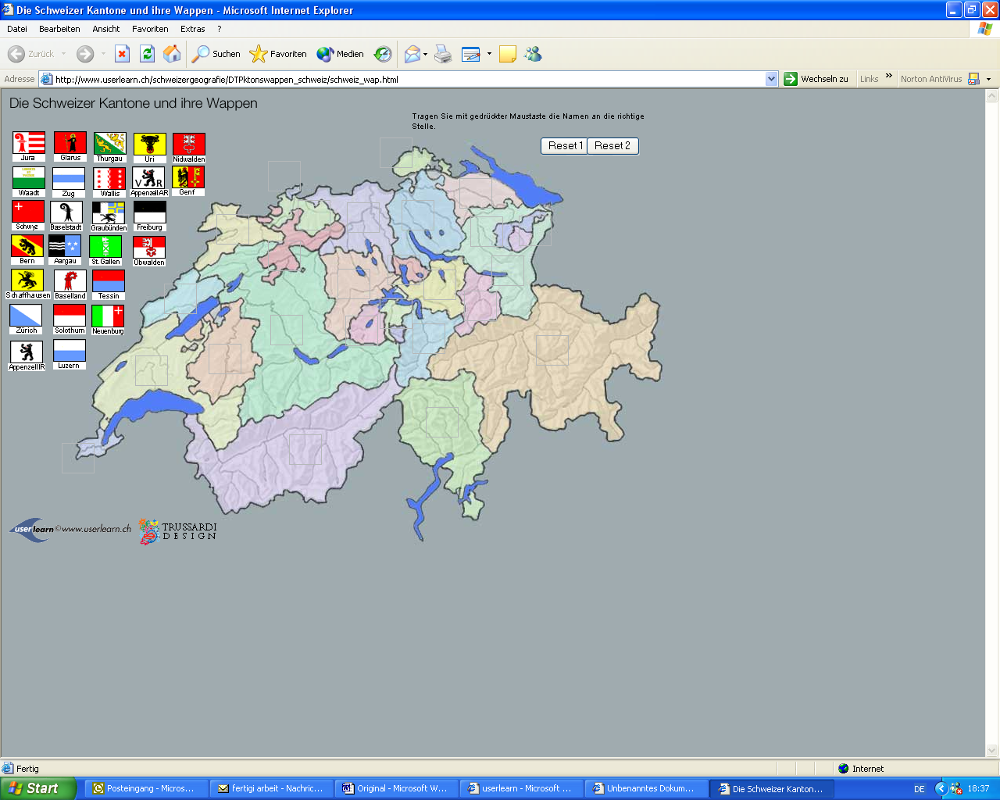 Die Schweizer Kantone und ihre Wappen - Microsoft Internet Explorer
Datei Bearbeiten Ansicht Favoriten Extras ?
Zurück Suchen Favoriten Medien
Adresse http://www.userlearn.ch/schweizergeografie/DTPktonswappen_schweiz/schweiz_wap.html Wechseln zu Links » Norton AntiVirus
Die Schweizer Kantone und ihre Wappen
Tragen Sie mit gedrückter Maustaste die Namen an die richtige
Stelle.
Reset 1 Reset 2
Jura Glarus Thurgau Uri Nidwalden
V R
Waadt Zug Wallis AppenzellAR Genf
Schwyz Baselstadt Graubünden Freiburg
Bern Aargau St.Gallen Obwalden
Schaffhausen Baselland Tessin
Zürich Solothurn Neuenburg
AppenzellIR Luzern
userlearn ©www.userlearn.ch TRUSSARDI
DESIGN
Fertig Internet
Start Posteingang - Micros... fertigi arbeit - Nachric... Original - Microsoft W... userlearn - Microsoft ... Unbenanntes Dokum... Die Schweizer Kanton... DE 18:37